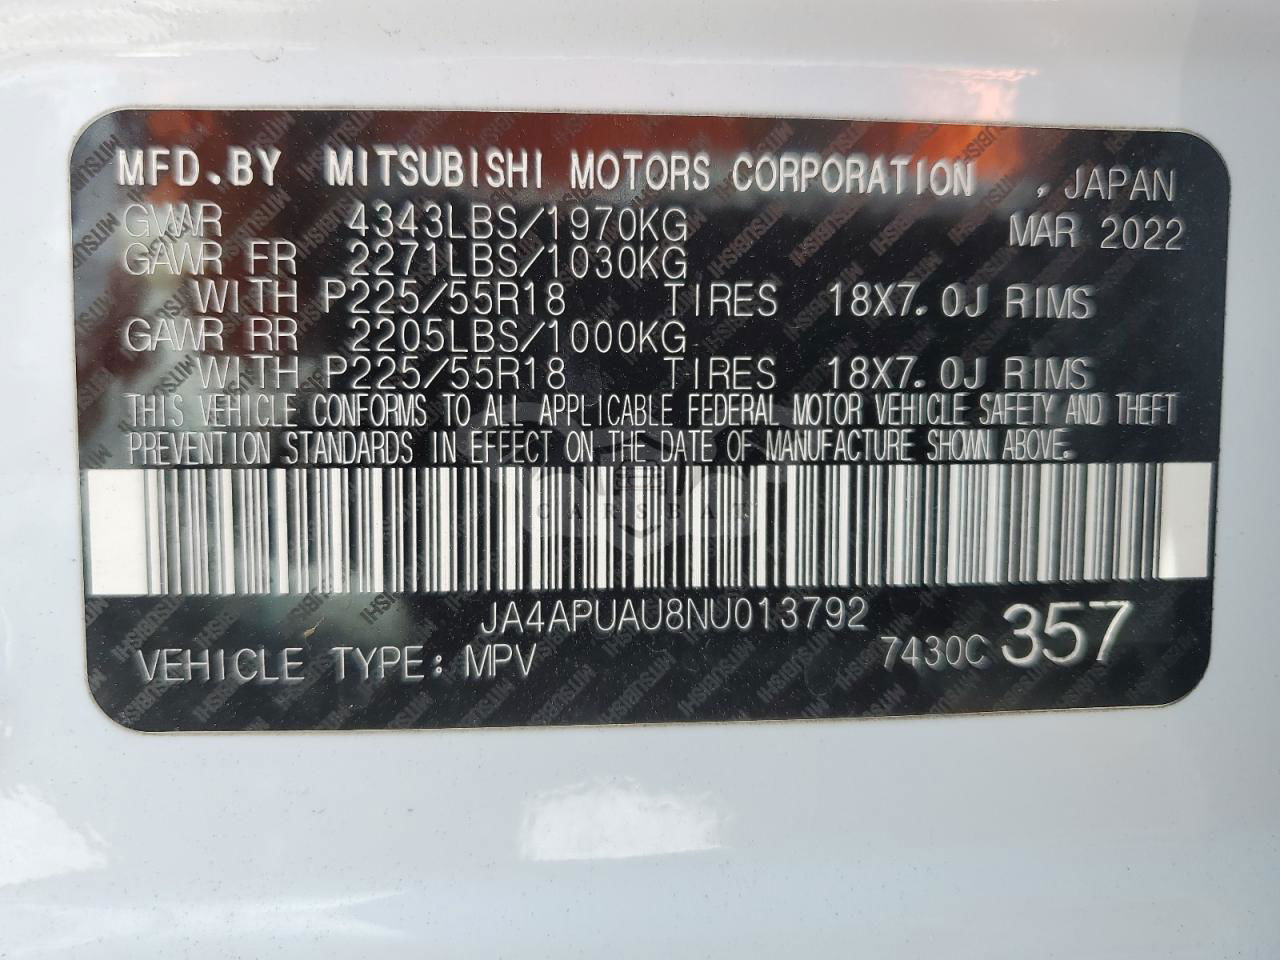 MFD.BY MITSUBISHI MOTORS CORPORATION , JAPAN
GVWR 4343LBS/1970KG MAR 2022
GAWR FR 2271LBS/1030KG
WITH P225/55R18 TIRES 18X7.0J RIMS
GAWR RR 2205LBS/1000KG
WITH P225/55R18 TIRES 18X7.0J RIMS
THIS VEHICLE CONFORMS TO ALL APPLICABLE FEDERAL MOTOR VEHICLE SAFETY AND THEFT
PREVENTION STANDARDS IN EFFECT ON THE DATE OF MANUFACTURE SHOWN ABOVE.
JA4APUAU8NU013792
VEHICLE TYPE: MPV 7430C 357